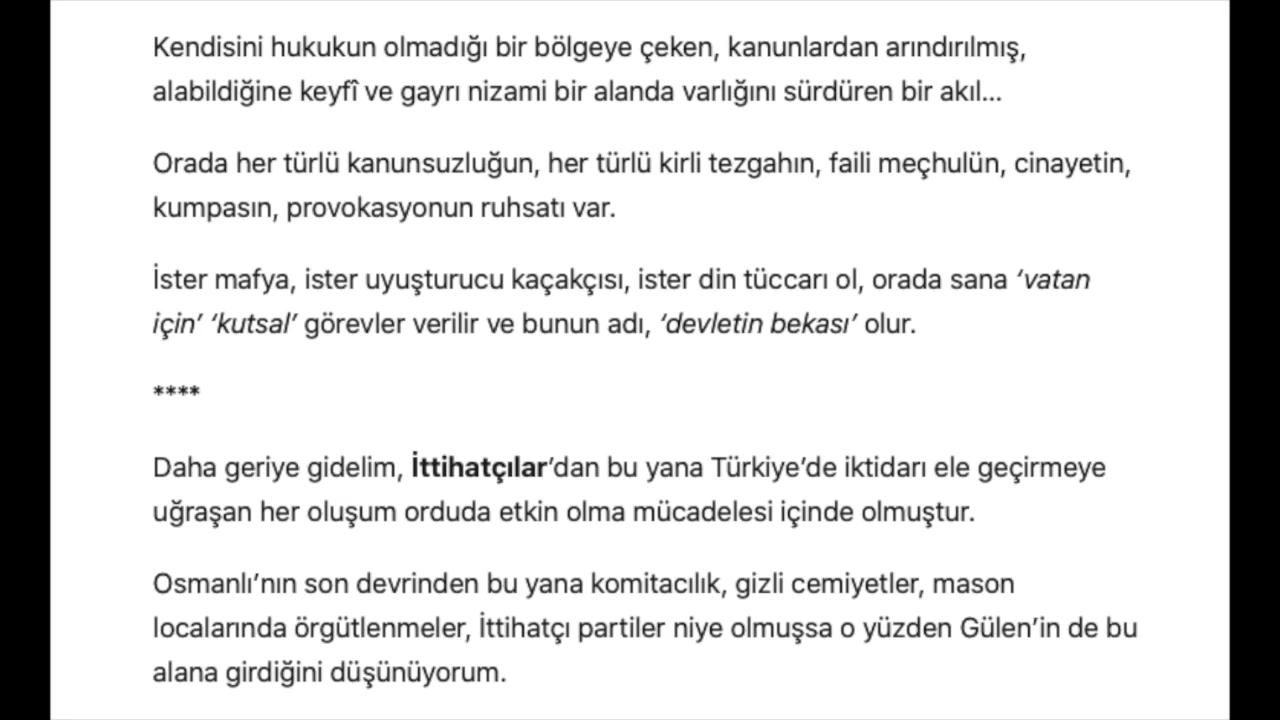 Kendisini hukukun olmadığı bir bölgeye çeken, kanunlardan arındırılmış,
alabildiğine keyfî ve gayrı nizami bir alanda varlığını sürdüren bir akıl...
Orada her türlü kanunsuzluğun, her türlü kirli tezgahın, faili meçhulün, cinayetin,
kumpasın, provokasyonun ruhsatı var.
İster mafya, ister uyuşturucu kaçakçısı, ister din tüccarı ol, orada sana ‘vatan
için’ ‘kutsal’ görevler verilir ve bunun adı, ‘devletin bekası’ olur.
****
Daha geriye gidelim, İttihatçılar’dan bu yana Türkiye’de iktidarı ele geçirmeye
uğraşan her oluşum orduda etkin olma mücadelesi içinde olmuştur.
Osmanlı’nın son devrinden bu yana komitacılık, gizli cemiyetler, mason
localarında örgütlenmeler, İttihatçı partiler niye olmuşsa o yüzden Gülen’in de bu
alana girdiğini düşünüyorum.